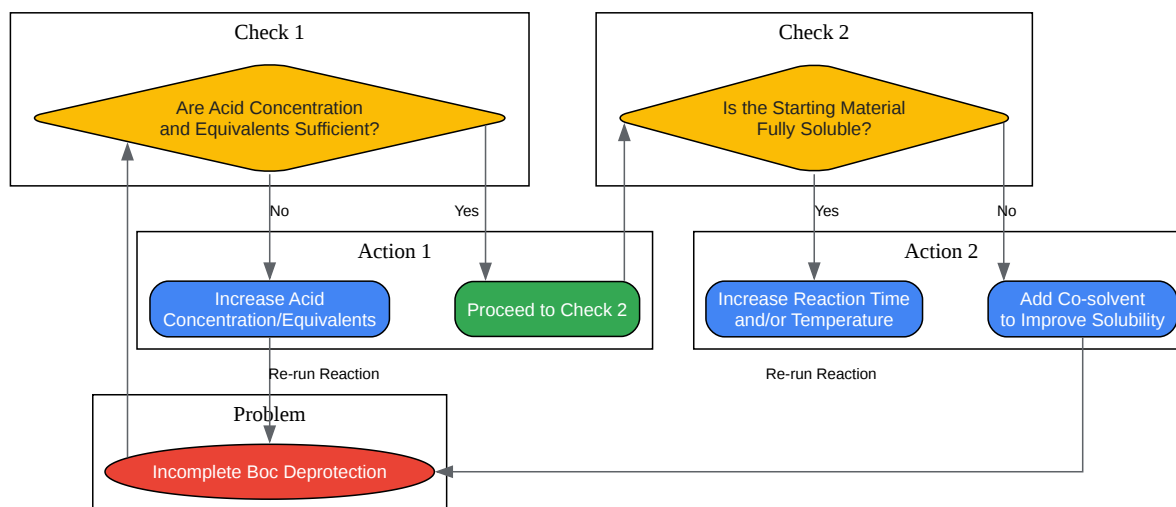 Check 1
Are Acid Concentration
and Equivalents Sufficient?
Check 2
Is the Starting Material
Fully Soluble?
No
Yes
Yes
No
Action 1
Increase Acid
Concentration/Equivalents
Proceed to Check 2
Action 2
Increase Reaction Time
and/or Temperature
Add Co-solvent
to Improve Solubility
Re-run Reaction
Re-run Reaction
Problem
Incomplete Boc Deprotection